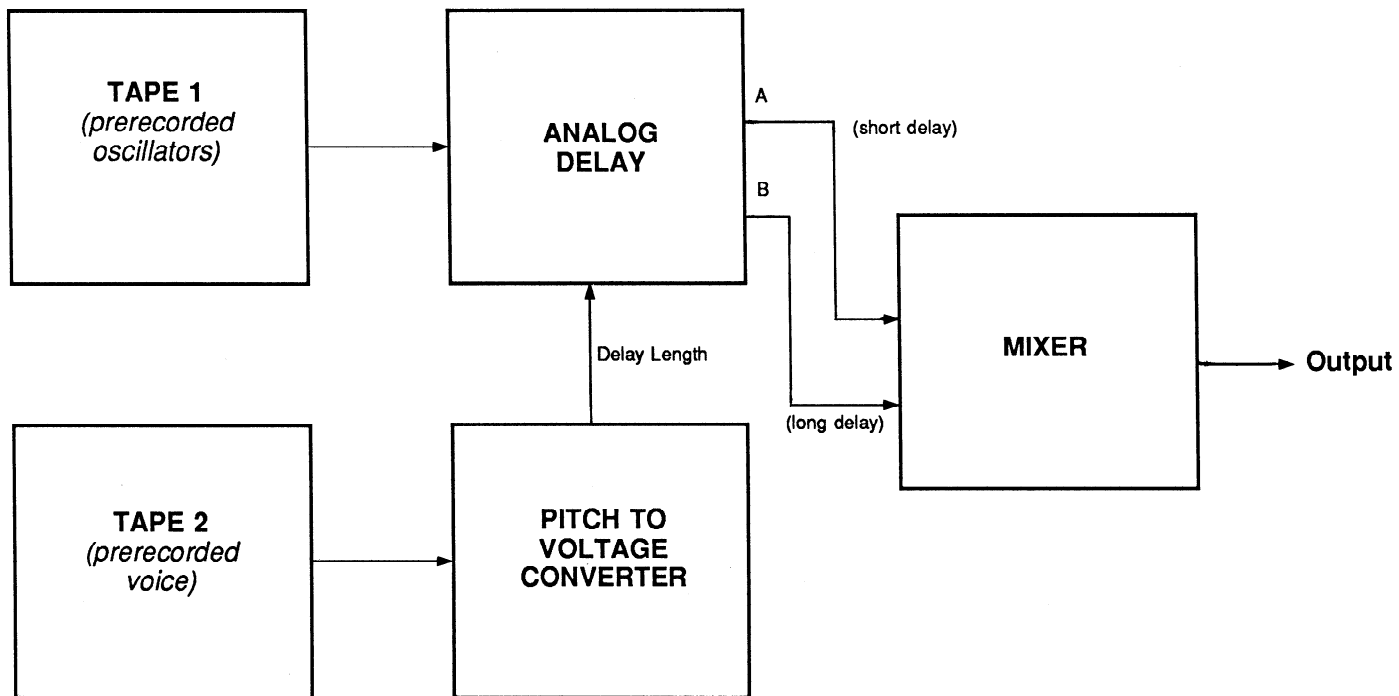 TAPE 1
(prerecorded
oscillators)
ANALOG
DELAY
A
(short delay)
B
Delay Length
MIXER
Output
(long delay)
TAPE 2
(prerecorded
voice)
PITCH TO
VOLTAGE
CONVERTER